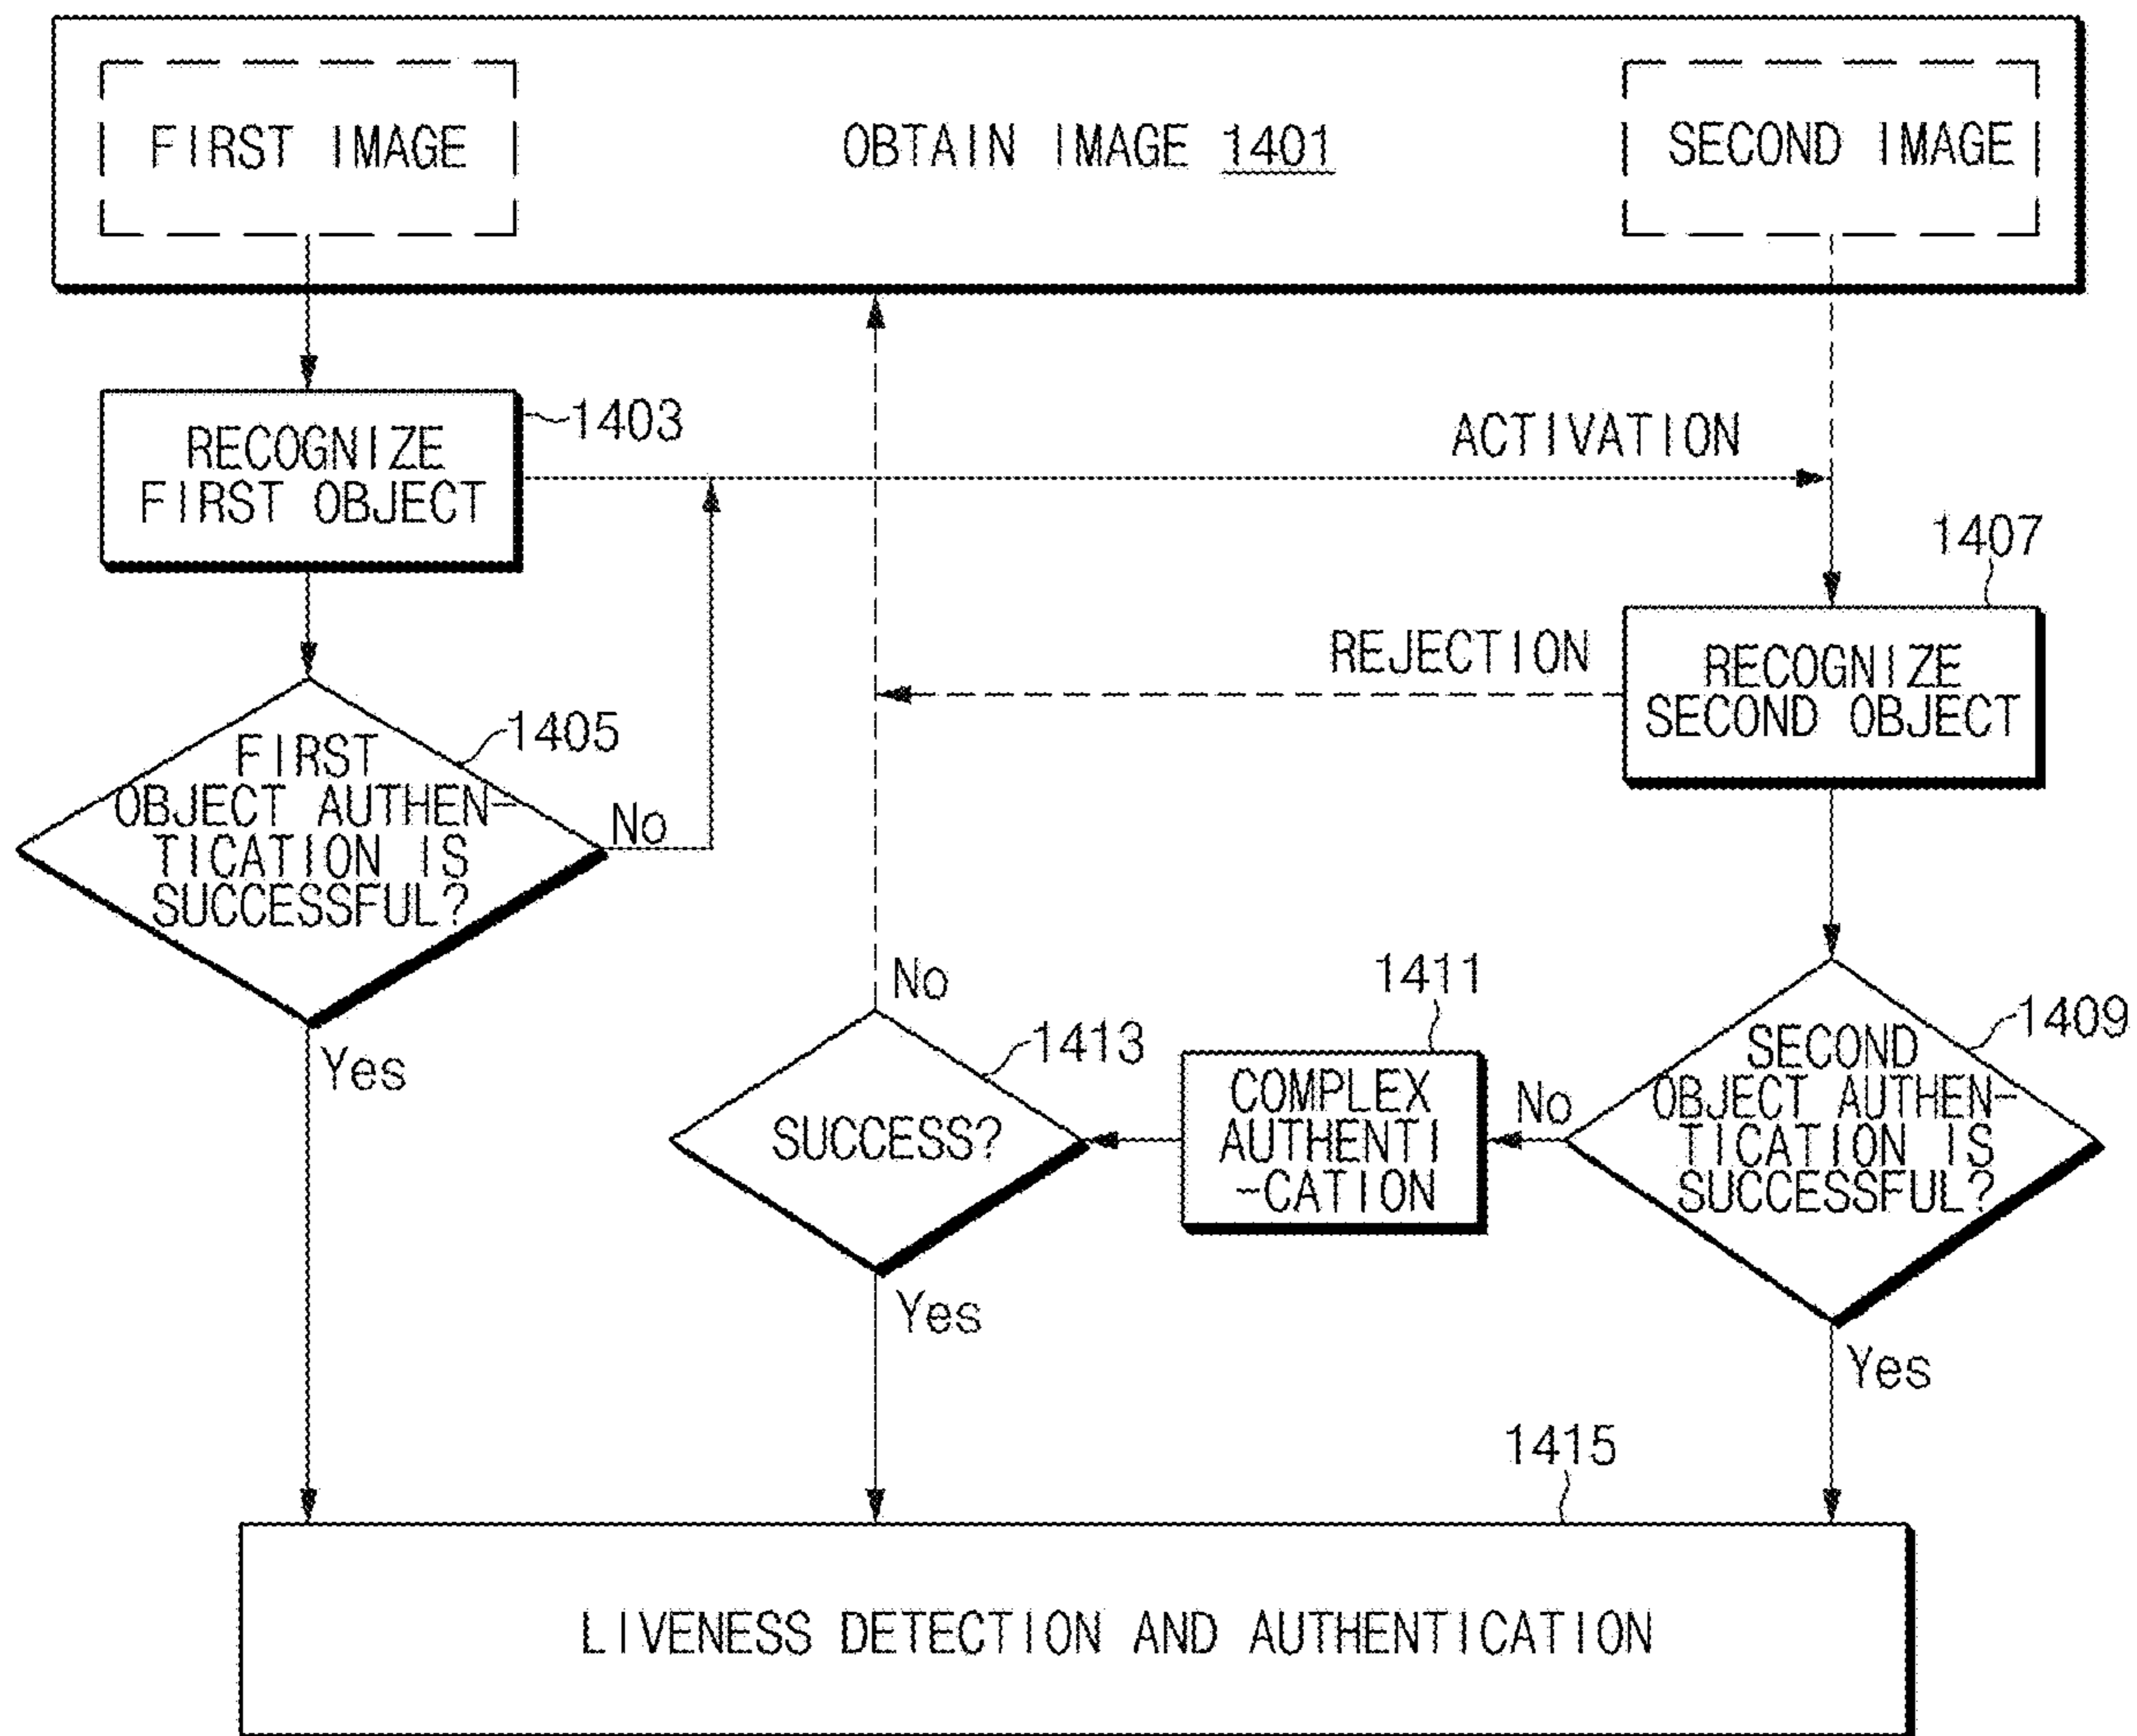 FIRST IMAGE
OBTAIN IMAGE 1401
SECOND IMAGE
RECOGNIZE
FIRST OBJECT
1403
ACTIVATION
1407
REJECTION
RECOGNIZE
SECOND OBJECT
1405
FIRST
OBJECT AUTHEN-
TICATION IS
SUCCESSFUL?
No
Yes
No
1413
SUCCESS?
Yes
1411
COMPLEX
AUTHENTI
-CATION
No
1409
SECOND
OBJECT AUTHEN-
TICATION IS
SUCCESSFUL?
Yes
1415
LIVENESS DETECTION AND AUTHENTICATION